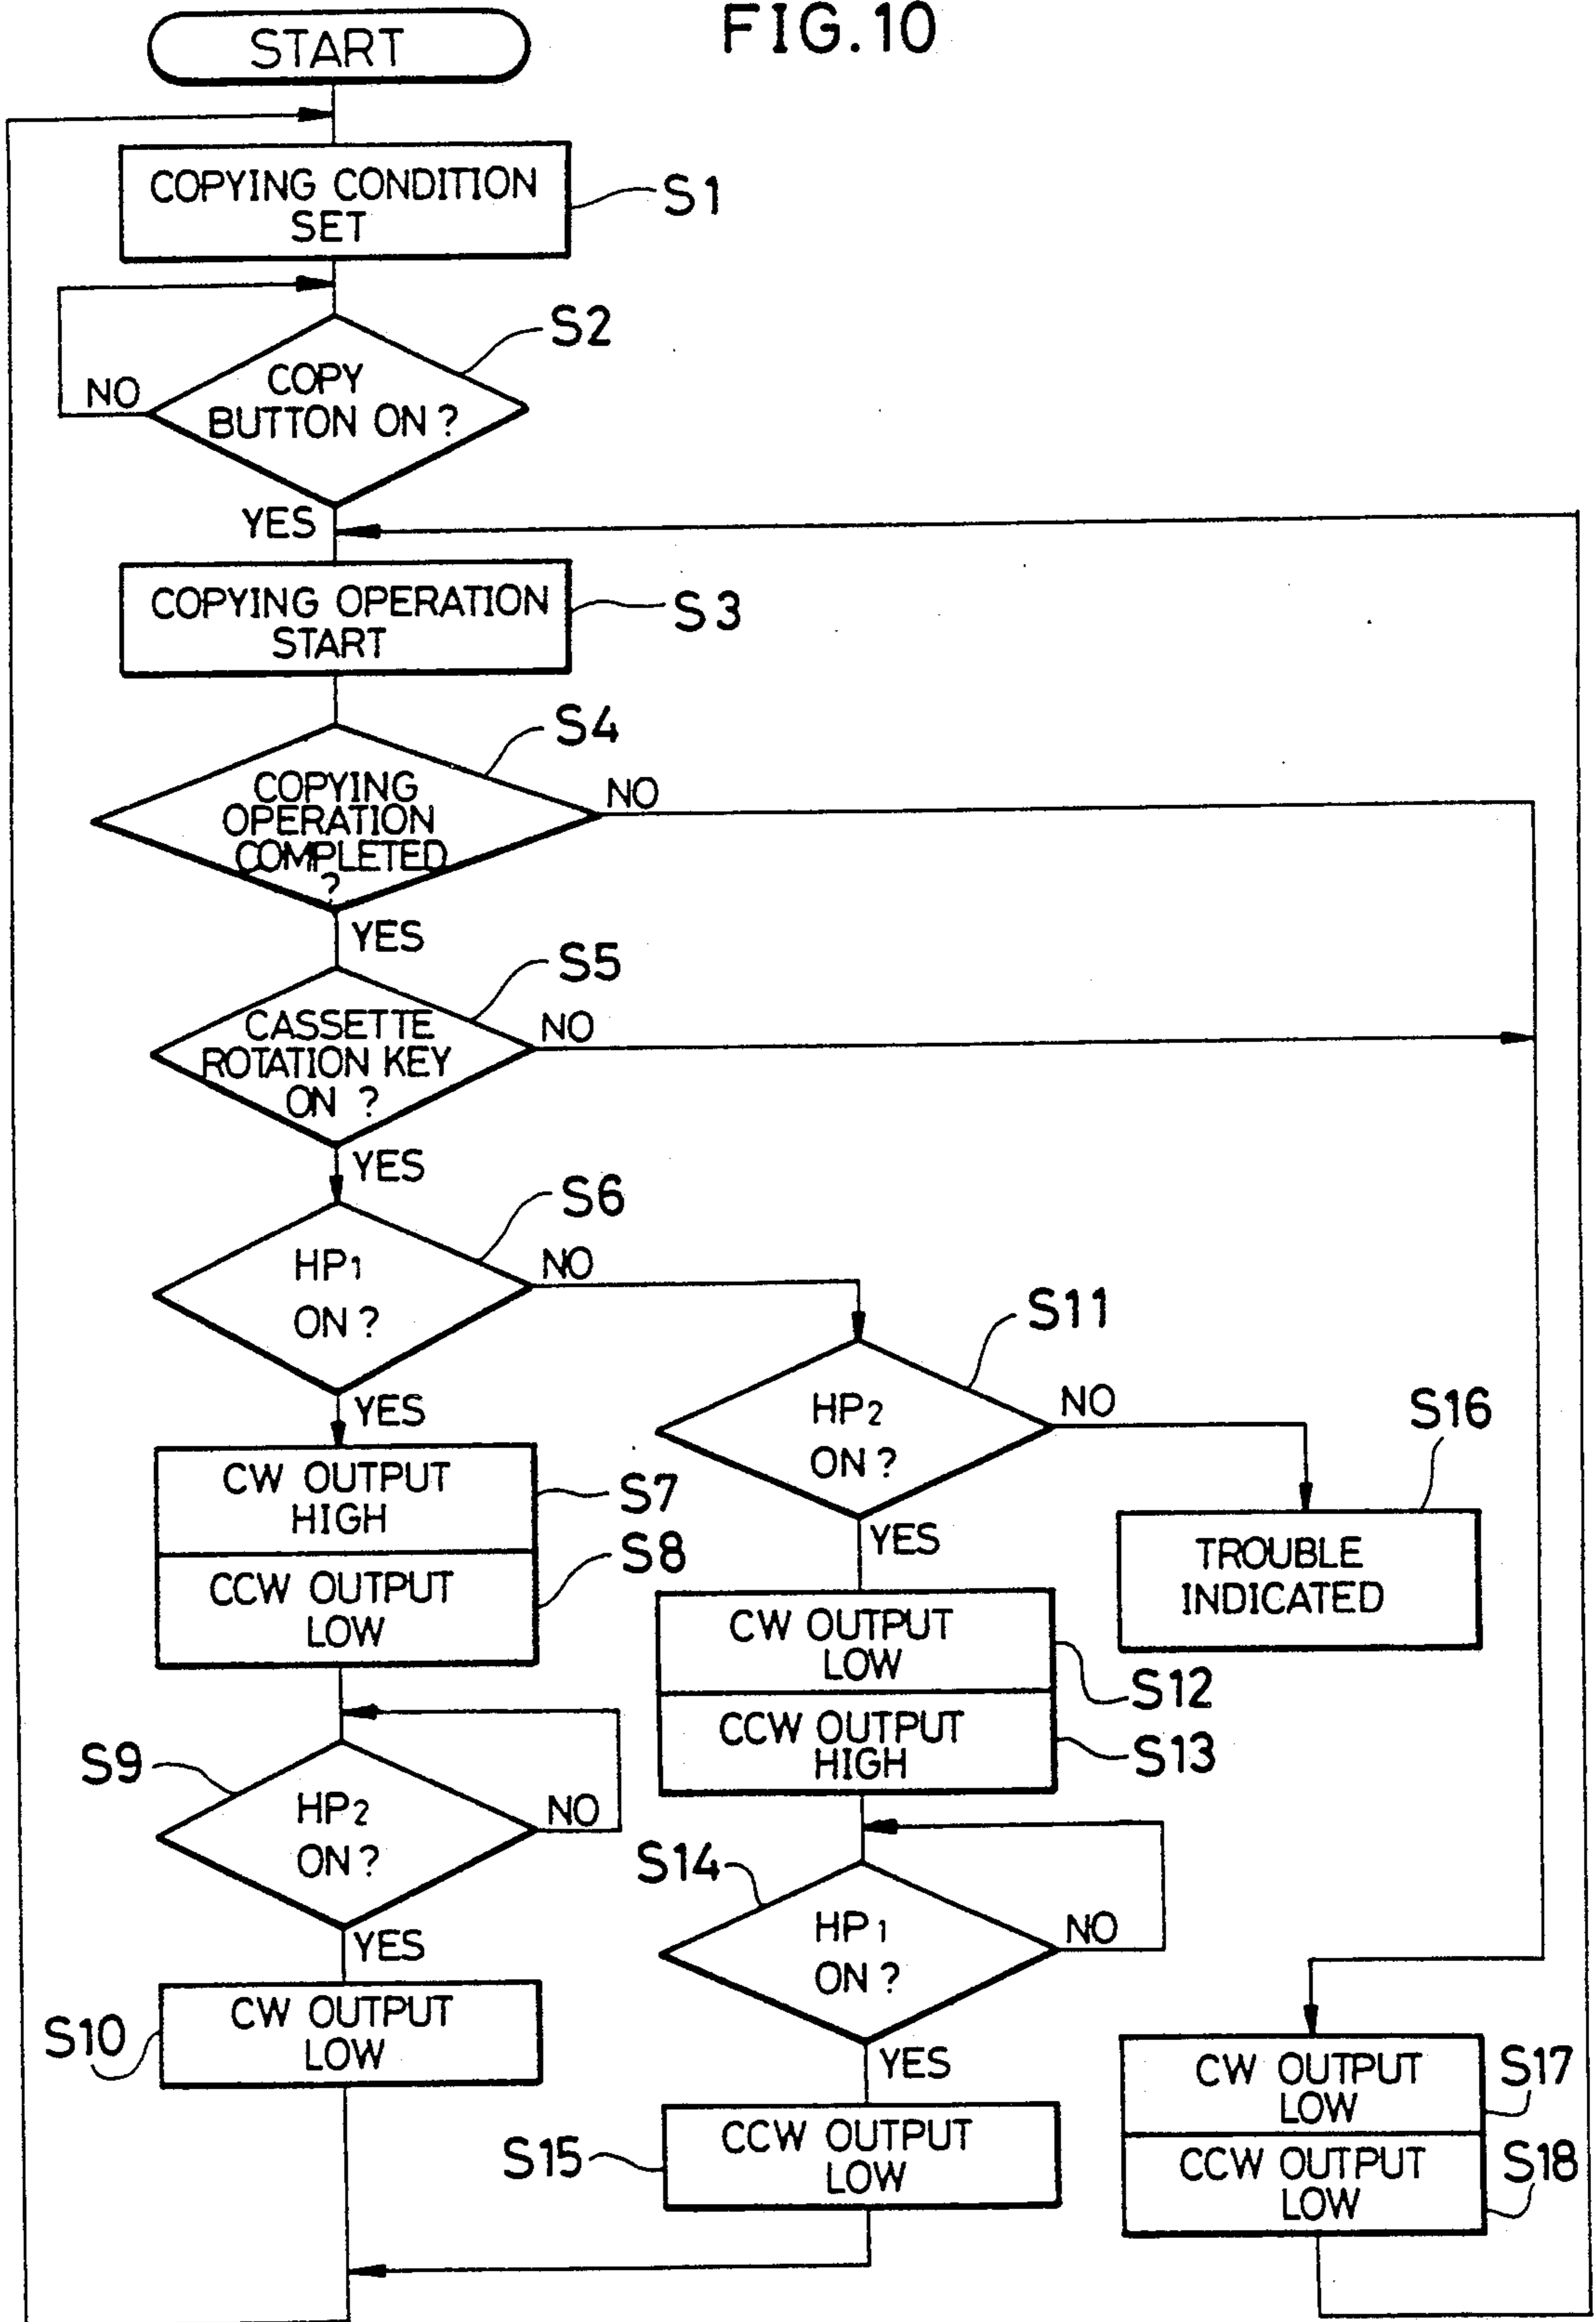 FIG.10
START
COPYING CONDITION
SET
S1
S2
COPY
BUTTON ON?
NO
YES
COPYING OPERATION
START
S3
S4
COPYING
OPERATION
COMPLETED
?
NO
YES
S5
CASSETTE
ROTATION KEY
ON ?
NO
YES
S6
HP1
ON?
NO
YES
S11
HP2
ON?
NO
YES
S16
TROUBLE
INDICATED
CW OUTPUT
HIGH
S7
CCW OUTPUT
LOW
S8
CW OUTPUT
LOW
S12
CCW OUTPUT
HIGH
S13
S9
HP2
ON?
NO
YES
S14
HP1
ON?
NO
YES
S10
CW OUTPUT
LOW
S15
CCW OUTPUT
LOW
CW OUTPUT
LOW
S17
CCW OUTPUT
LOW
S18